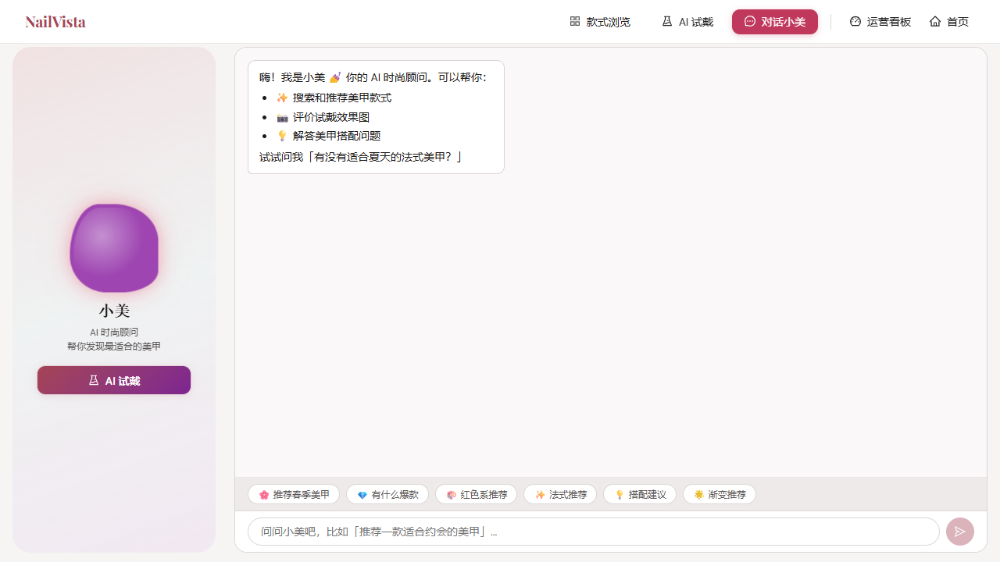 NailVista
款式浏览
AI 试戴
对话小美
运营看板
首页
小美
AI 时尚顾问
帮你发现最适合的美甲
AI 试戴
嗨！我是小美 💅 你的 AI 时尚顾问。可以帮你：
• ✨ 搜索和推荐美甲款式
• 📷 评价试戴效果图
• 💡 解答美甲搭配问题
试试问我「有没有适合夏天的法式美甲？」
🌸 推荐春季美甲
💎 有什么爆款
🎨 红色系推荐
✨ 法式推荐
💡 搭配建议
🌟 渐变推荐
问问小美吧，比如「推荐一款适合约会的美甲」...